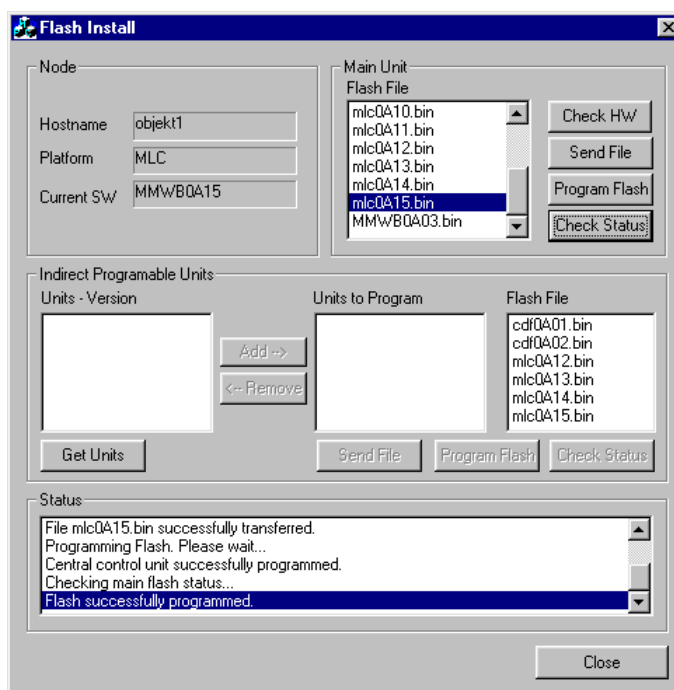 Flash Install
Node
Hostname
objekt1
Platform
MLC
Current SW
MMWB0A15
Main Unit
Flash File
mlc0A10.bin
mlc0A11.bin
mlc0A12.bin
mlc0A13.bin
mlc0A14.bin
mlc0A15.bin
MMWB0A03.bin
Check HW
Send File
Program Flash
Check Status
Indirect Programable Units
Units - Version
Units to Program
Flash File
Add -->
<-- Remove
cdf0A01.bin
cdf0A02.bin
mlc0A12.bin
mlc0A13.bin
mlc0A14.bin
mlc0A15.bin
Get Units
Send File
Program Flash
Check Status
Status
File mlc0A15.bin successfully transferred.
Programming Flash. Please wait...
Central control unit successfully programmed.
Checking main flash status...
Flash successfully programmed.
Close